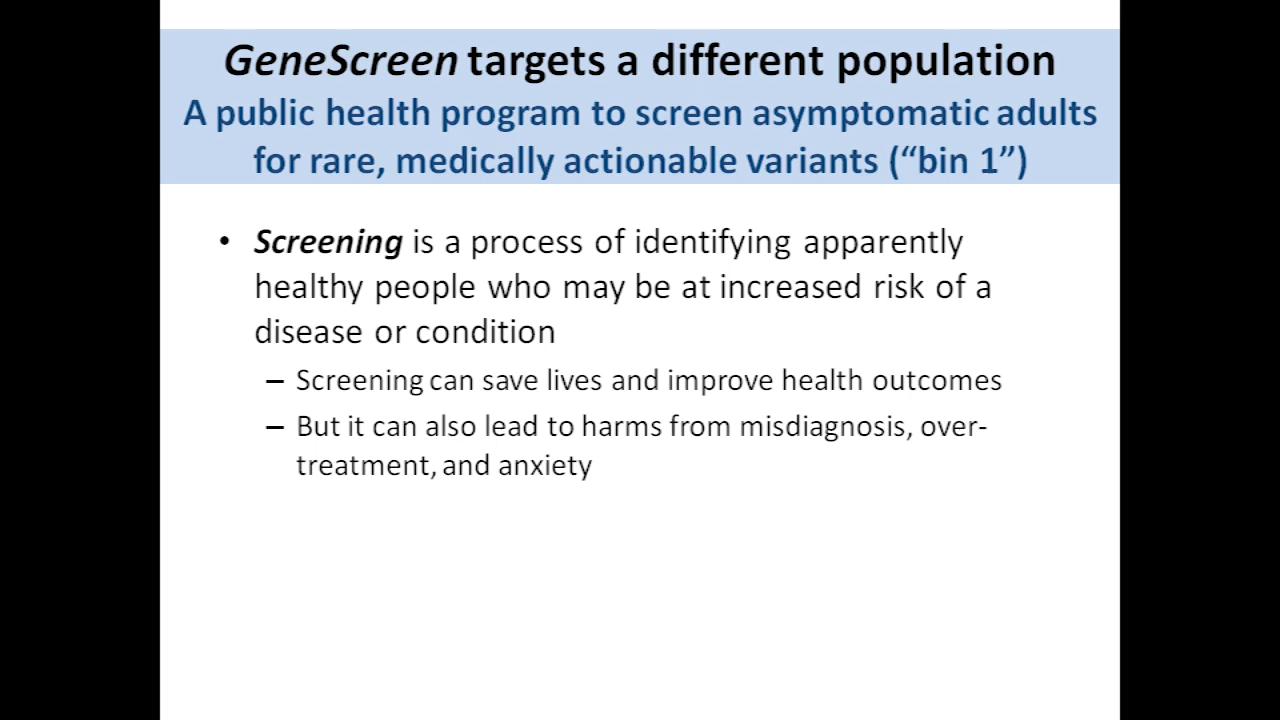 GeneScreen targets a different population
A public health program to screen asymptomatic adults
for rare, medically actionable variants (“bin 1”)
• Screening is a process of identifying apparently
healthy people who may be at increased risk of a
disease or condition
– Screening can save lives and improve health outcomes
– But it can also lead to harms from misdiagnosis, over-
treatment, and anxiety